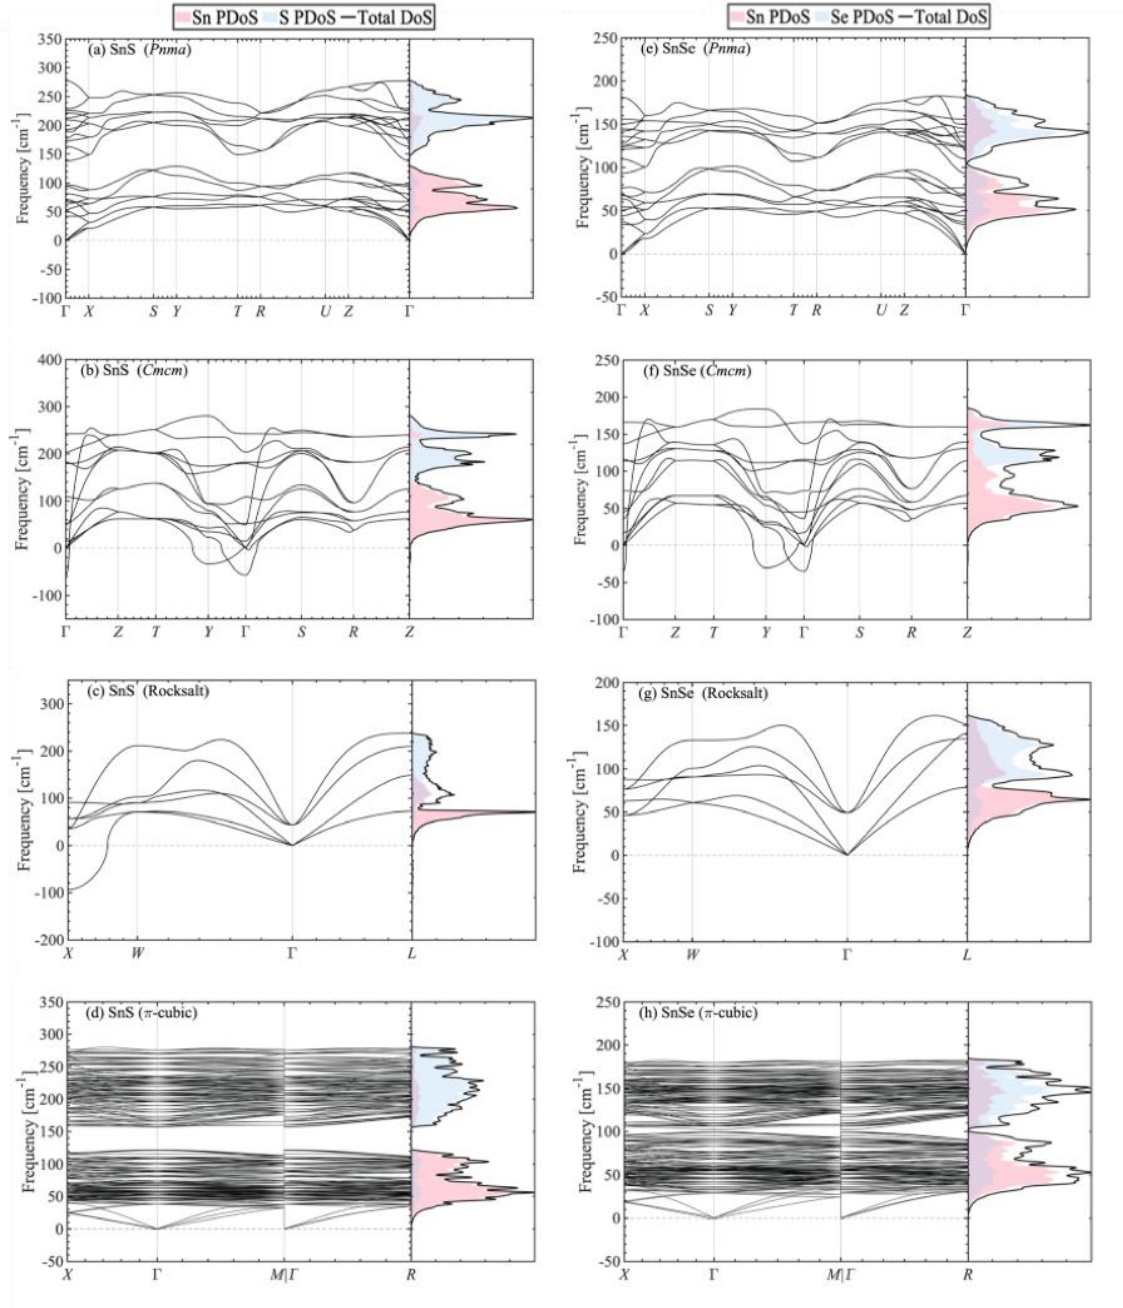 Sn PDoS S PDoS Total DoS
Sn PDoS Se PDoS Total DoS
(a) SnS (Pnma)
Frequency [cm⁻¹]
350
300
250
200
150
100
50
0
-50
-100
Γ X S Y T R U Z Γ
(e) SnSe (Pnma)
Frequency [cm⁻¹]
250
200
150
100
50
0
-50
Γ X S Y T R U Z Γ
(b) SnS (Cmcm)
Frequency [cm⁻¹]
400
300
200
100
0
-100
Γ Z T Y Γ S R Z
(f) SnSe (Cmcm)
Frequency [cm⁻¹]
250
200
150
100
50
0
-50
-100
Γ Z T Y Γ S R Z
(c) SnS (Rocksalt)
Frequency [cm⁻¹]
300
200
100
0
-100
-200
X W Γ L
(g) SnSe (Rocksalt)
Frequency [cm⁻¹]
200
150
100
50
0
-50
-100
X W Γ L
(d) SnS (π-cubic)
Frequency [cm⁻¹]
350
300
250
200
150
100
50
0
-50
X Γ M|Γ R
(h) SnSe (π-cubic)
Frequency [cm⁻¹]
250
200
150
100
50
0
-50
X Γ M|Γ R